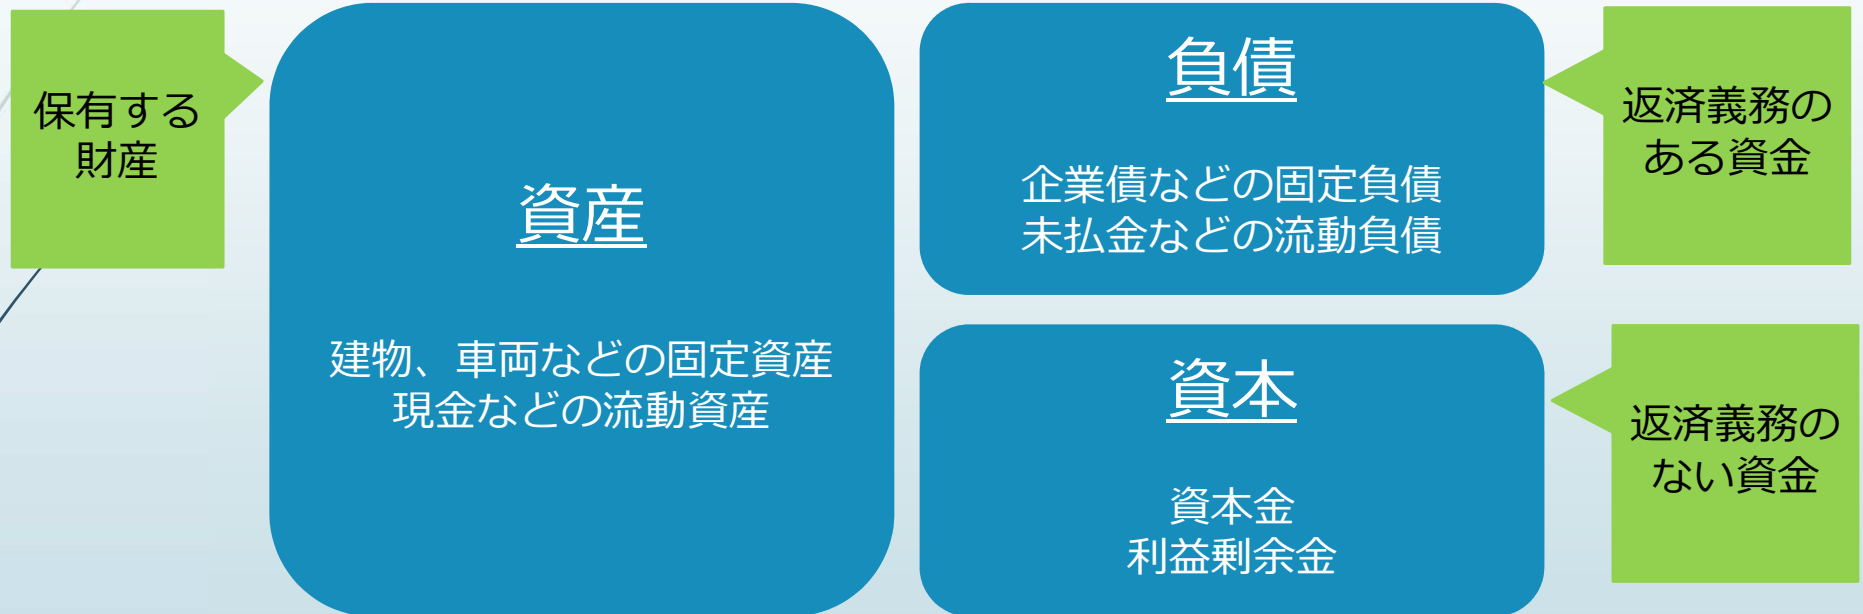 保有する
財産
資産
建物、車両などの固定資産
現金などの流動資産
負債
企業債などの固定負債
未払金などの流動負債
返済義務の
ある資金
資本
資本金
利益剰余金
返済義務の
ない資金